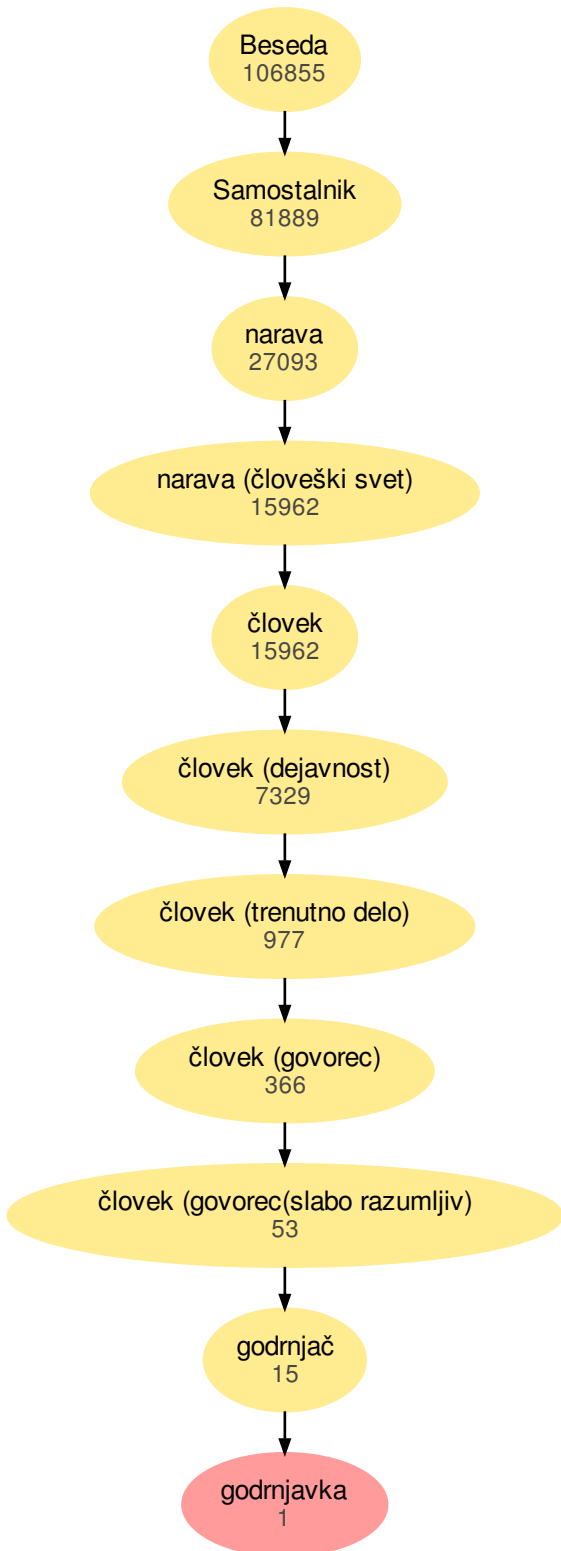 Beseda
106855
Samostalnik
81889
narava
27093
narava (človeški svet)
15962
človek
15962
človek (dejavnost)
7329
človek (trenutno delo)
977
človek (govorec)
366
človek (govorec(slabo razumljiv)
53
godrnjač
15
godrnjavka
1